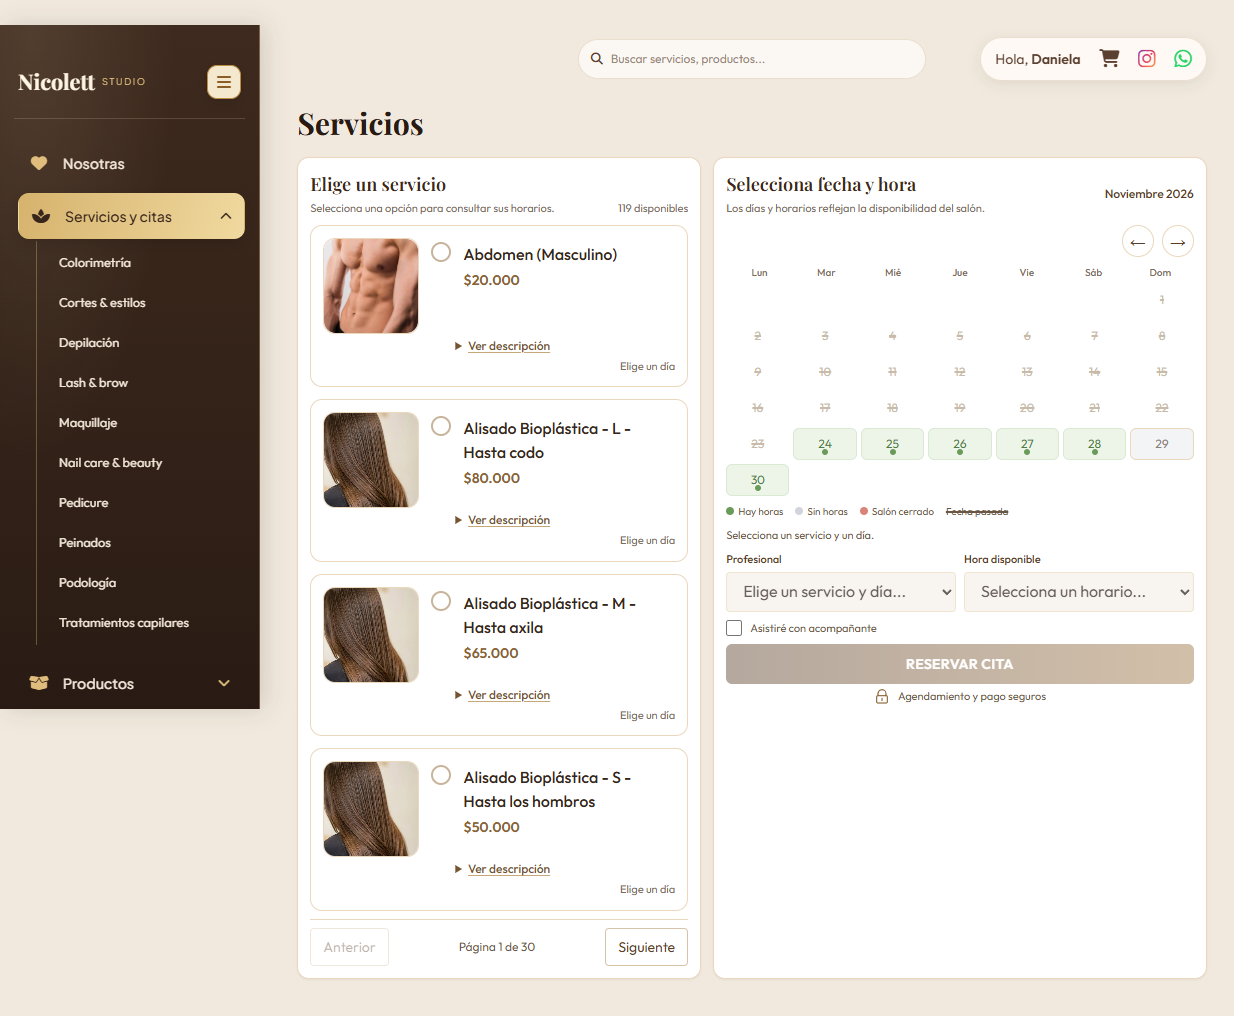 Nicolett STUDIO
Buscar servicios, productos...
Hola, Daniela
Nosotras
Servicios y citas
Colorimetría
Cortes & estilos
Depilación
Lash & brow
Maquillaje
Nail care & beauty
Pedicure
Peinados
Podología
Tratamientos capilares
Productos
Servicios
Elige un servicio
Selecciona una opción para consultar sus horarios.
119 disponibles
Abdomen (Masculino)
$20.000
Ver descripción
Elige un día
Alisado Bioplástica - L -
Hasta codo
$80.000
Ver descripción
Elige un día
Alisado Bioplástica - M -
Hasta axila
$65.000
Ver descripción
Elige un día
Alisado Bioplástica - S -
Hasta los hombros
$50.000
Ver descripción
Elige un día
Anterior
Página 1 de 30
Siguiente
Selecciona fecha y hora
Los días y horarios reflejan la disponibilidad del salón.
Noviembre 2026
← →
Lun Mar Mié Jue Vie Sáb Dom
1
2 3 4 5 6 7 8
9 10 11 12 13 14 15
16 17 18 19 20 21 22
23 24 25 26 27 28 29
30
Hay horas Sin horas Salón cerrado Fecha pasada
Selecciona un servicio y un día.
Profesional
Elige un servicio y día...
Hora disponible
Selecciona un horario...
Asistiré con acompañante
RESERVAR CITA
Agendamiento y pago seguros